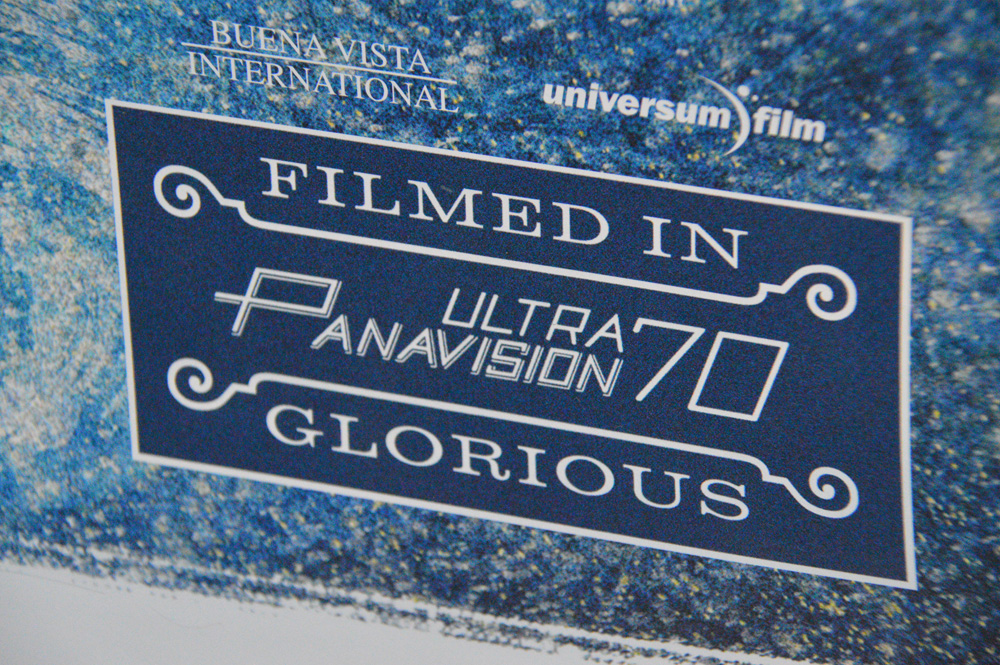 BUENA VISTA
INTERNATIONAL
universum film
FILMED IN
ULTRA
PANAVISION 70
GLORIOUS